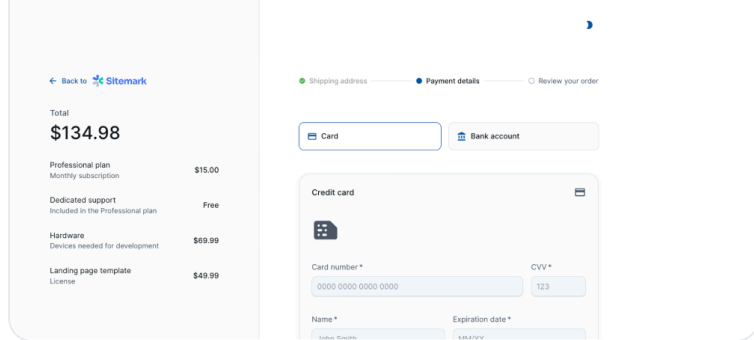 ← Back to Sitemark
Total
$134.98
Professional plan
Monthly subscription
$15.00
Dedicated support
Included in the Professional plan
Free
Hardware
Devices needed for development
$69.99
Landing page template
License
$49.99
Shipping address
Payment details
Review your order
Card
Bank account
Credit card
Card number *
CVV *
0000 0000 0000 0000
123
Name *
Expiration date *
John Smith
MM/YY